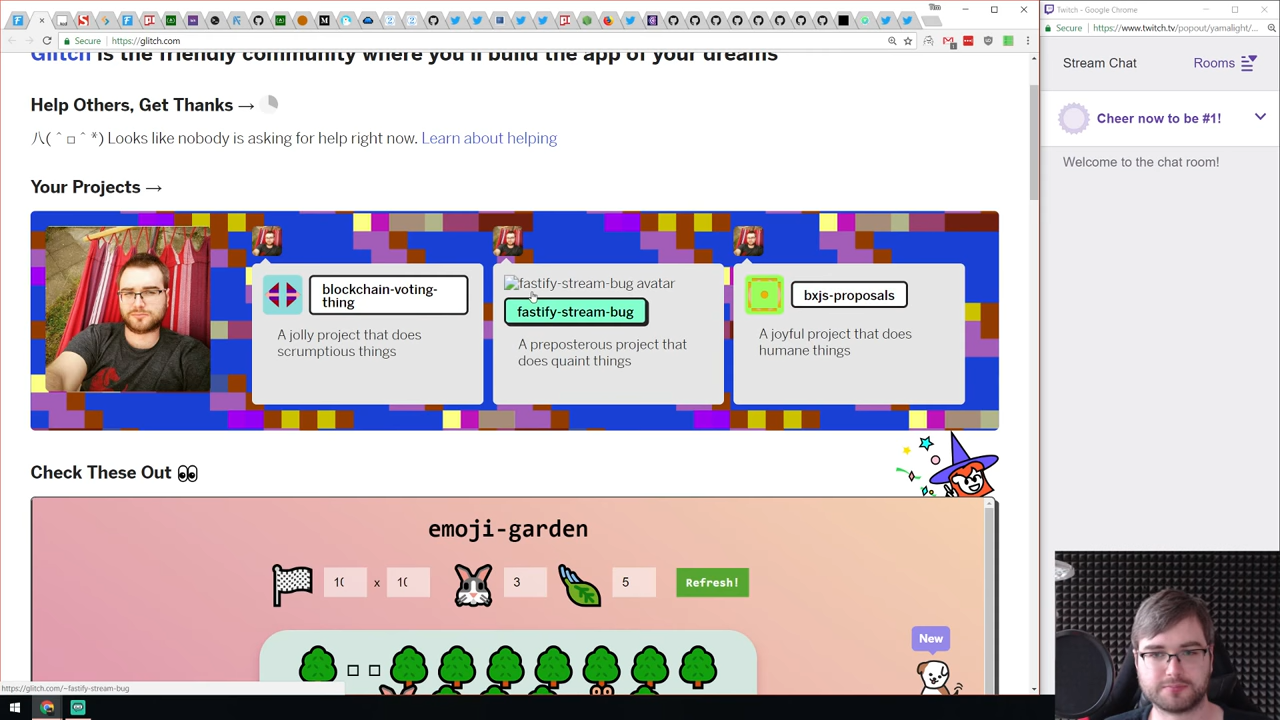 Tim
Twitch - Google Chrome
Secure
https://glitch.com
Secure
https://www.twitch.tv/popout/yamalight/...
Glitch is the friendly community where you'll build the app of your dreams
Stream Chat
Rooms
Help Others, Get Thanks →
Cheer now to be #1!
八(＾□＾*) Looks like nobody is asking for help right now. Learn about helping
Welcome to the chat room!
Your Projects →
blockchain-voting-
thing
A jolly project that does
scrumptious things
fastify-stream-bug avatar
fastify-stream-bug
A preposterous project that
does quaint things
bxjs-proposals
A joyful project that does
humane things
Check These Out
emoji-garden
10 x 10 3 5 Refresh!
New
https://glitch.com/~fastify-stream-bug